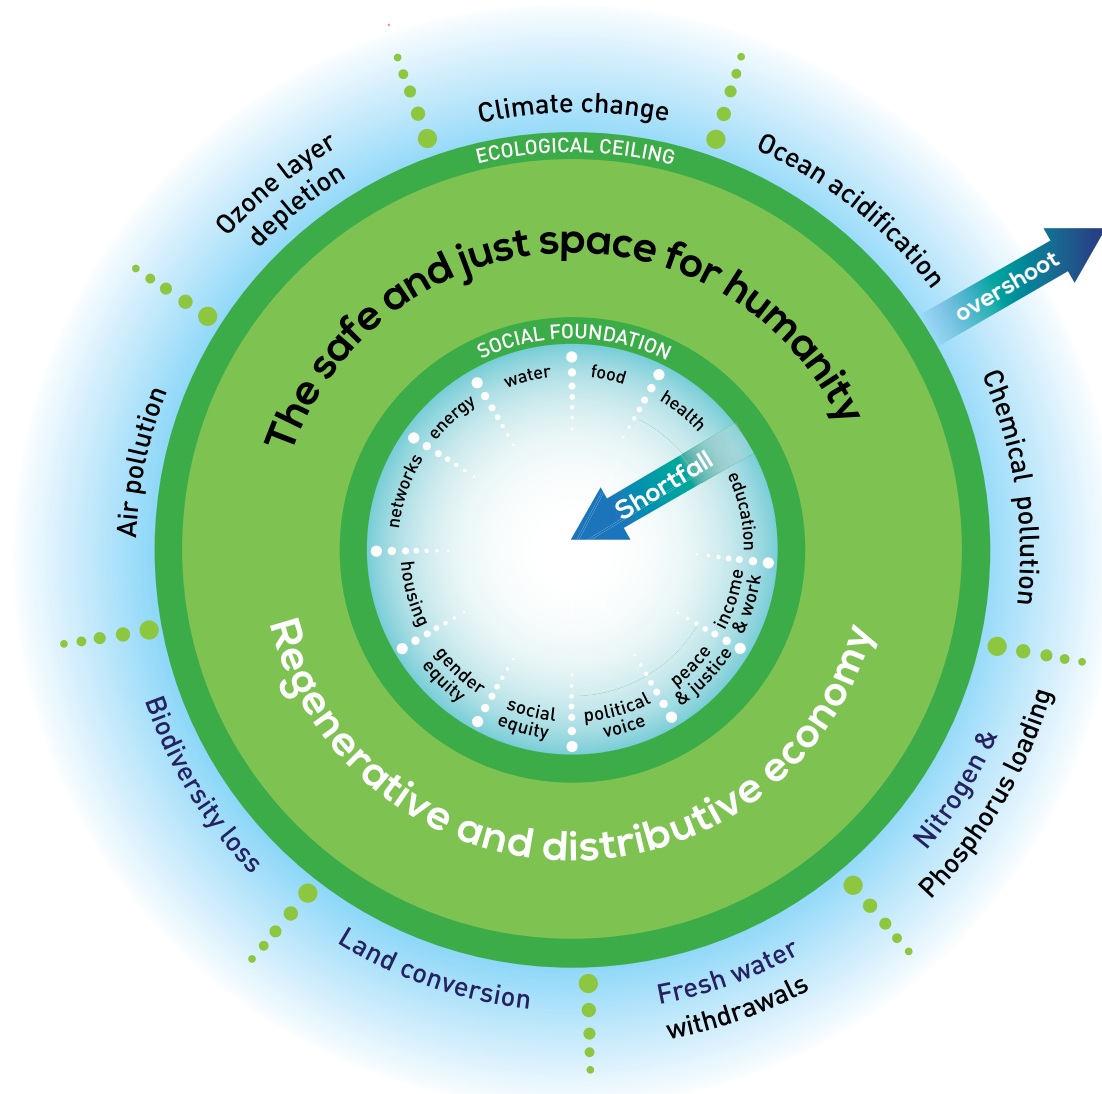 Climate change
ECOLOGICAL CEILING
Ocean acidification
overshoot
Chemical pollution
Nitrogen &
Phosphorus loading
Fresh water
withdrawals
Land conversion
Biodiversity loss
Air pollution
Ozone layer
depletion
The safe and just space for humanity
SOCIAL FOUNDATION
water
food
health
Shortfall
education
income
& work
peace
& justice
political
voice
social
equity
gender
equity
housing
networks
energy
Regenerative and distributive economy